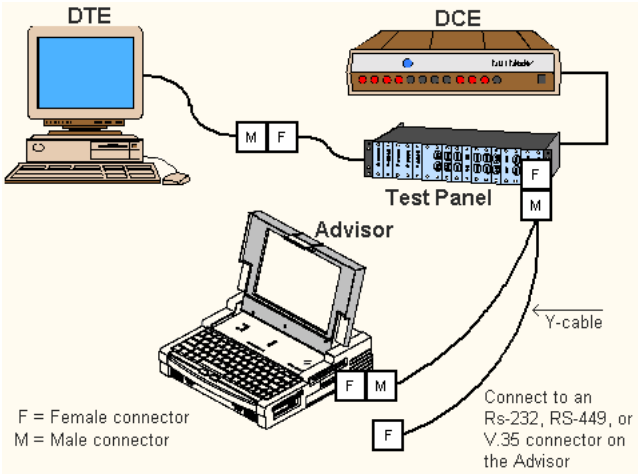 DTE
DCE
M F
F
Test Panel
M
Advisor
Y-cable
F M
F
F = Female connector
M = Male connector
Connect to an
Rs-232, RS-449, or
V.35 connector on
the Advisor